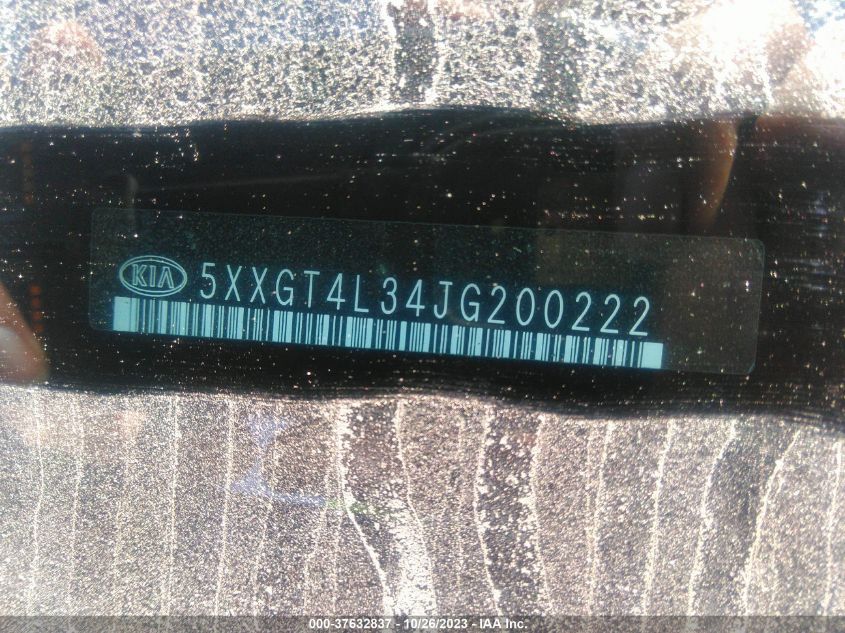 KIA 5XXGT4L34JG200222
000-37632837 - 10/26/2023 - IAA Inc.